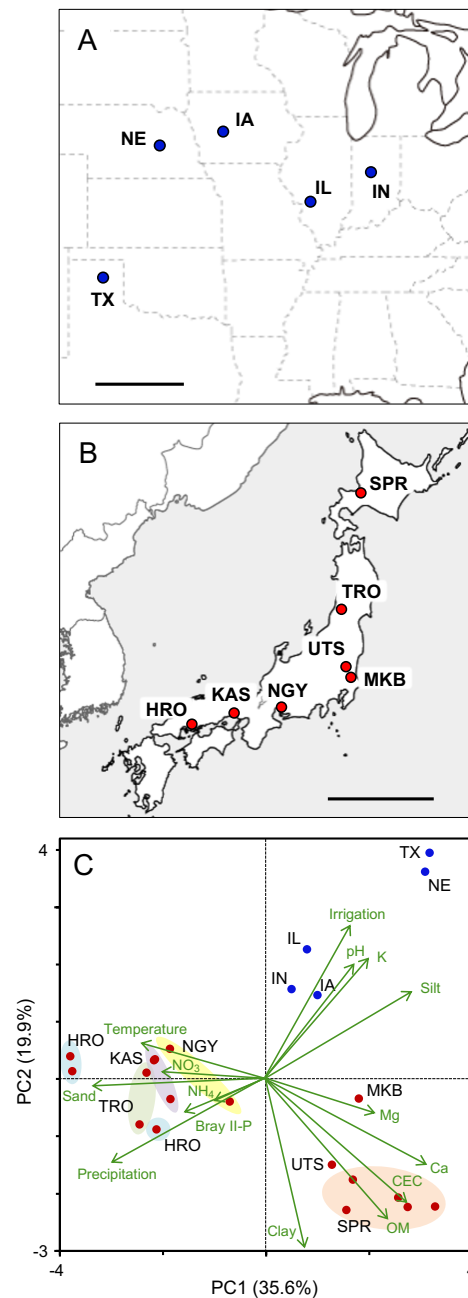 A
NE
IA
IL
IN
TX
B
SPR
TRO
UTS
MKB
NGY
KAS
HRO
C
4
TX
NE
Irrigation
IL
pH
K
IN
IA
Silt
Temperature
NGY
HRO
KAS
NO3
NH4
Sand
MKB
TRO
Bray II-P
Mg
HRO
UTS
Precipitation
Ca
CEC
SPR
OM
Clay
-3
-4
PC1 (35.6%)
PC2 (19.9%)